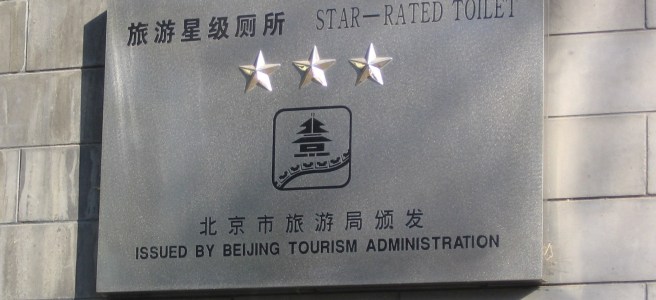 旅游星级厕所 STAR-RATED TOILET
北京市旅游局颁发
ISSUED BY BEIJING TOURISM ADMINISTRATION